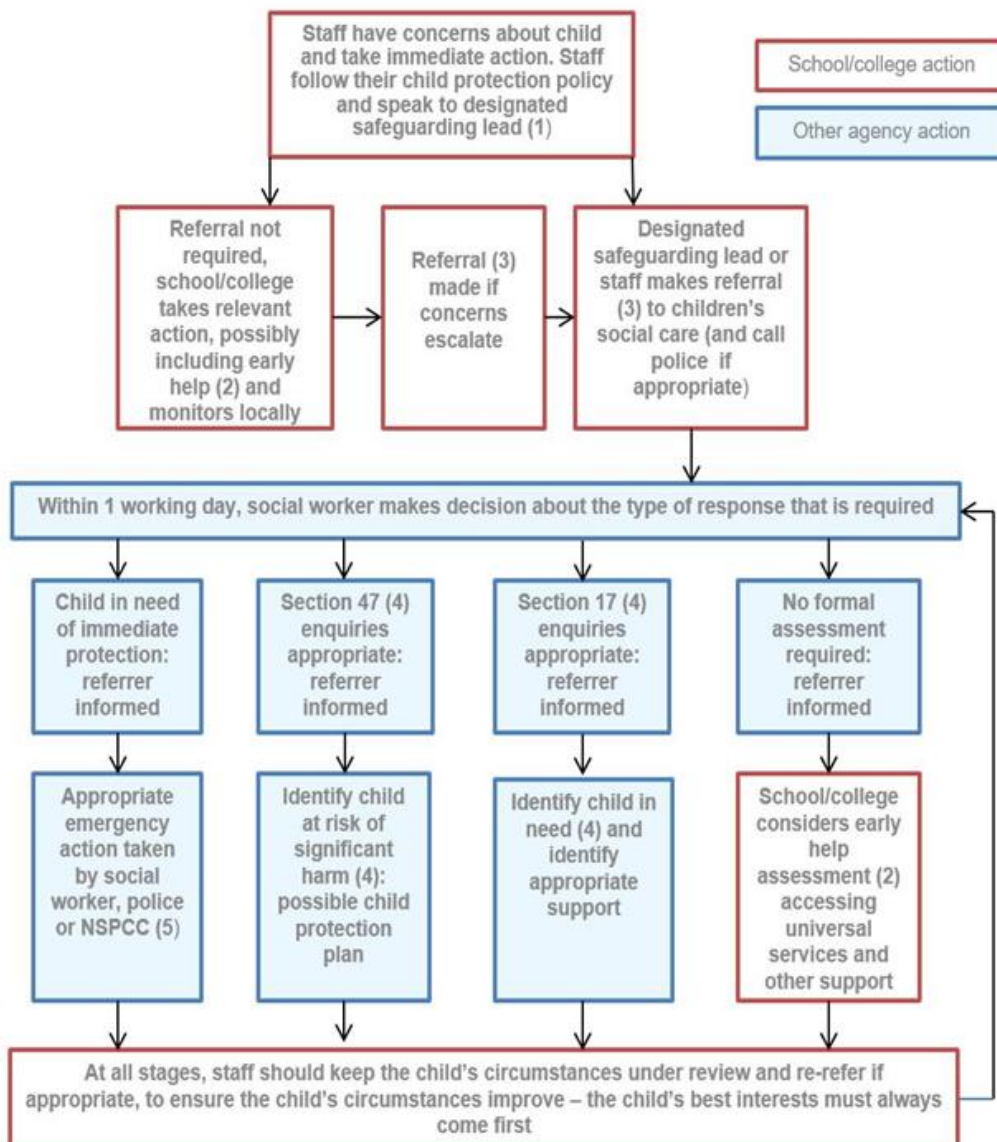 Staff have concerns about child
and take immediate action. Staff
follow their child protection policy
and speak to designated
safeguarding lead (1)
School/college action
Other agency action
Referral not
required,
school/college
takes relevant
action, possibly
including early
help (2) and
monitors locally
Referral (3)
made if
concerns
escalate
Designated
safeguarding lead or
staff makes referral
(3) to children's
social care (and call
police if
appropriate)
Within 1 working day, social worker makes decision about the type of response that is required
Child in need
of immediate
protection:
referrer
informed
Section 47 (4)
enquiries
appropriate:
referrer
informed
Section 17 (4)
enquiries
appropriate:
referrer
informed
No formal
assessment
required:
referrer
informed
Appropriate
emergency
action taken
by social
worker, police
or NSPCC (5)
Identify child
at risk of
significant
harm (4):
possible child
protection
plan
Identify child in
need (4) and
identify
appropriate
support
School/college
considers early
help
assessment (2)
accessing
universal
services and
other support
At all stages, staff should keep the child's circumstances under review and re-refer if
appropriate, to ensure the child's circumstances improve – the child's best interests must always
come first